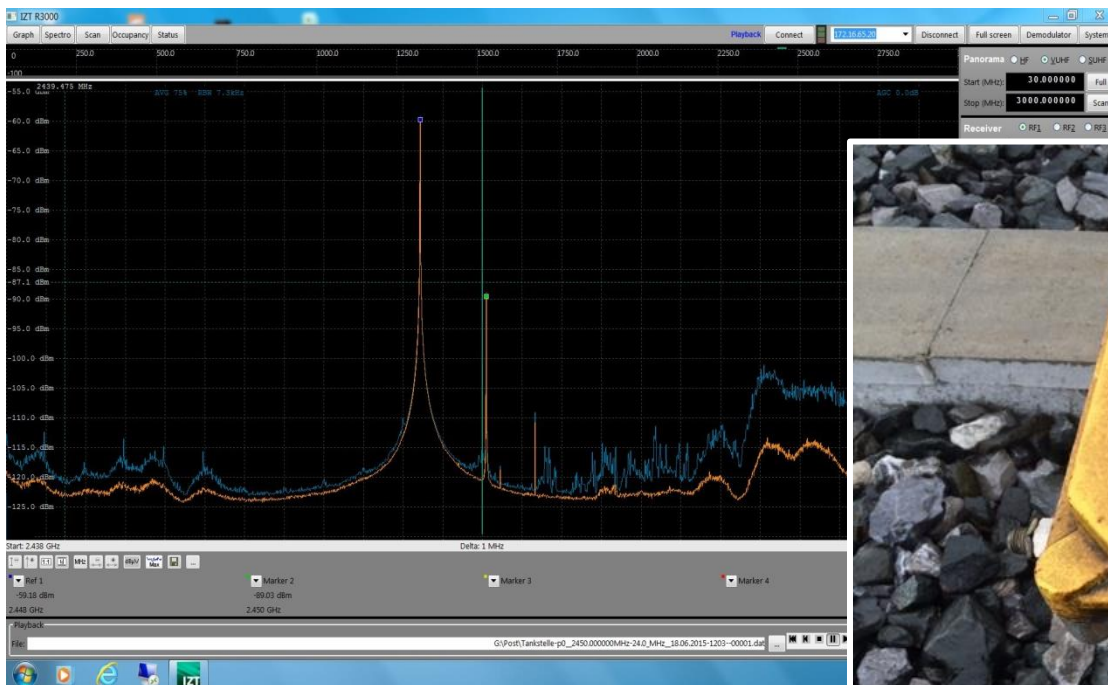 IZT R3000
Graph Spectro Scan Occupancy Status Playback Connect 172.16.65.20 Disconnect Full screen Demodulator System
0 250.0 500.0 750.0 1000.0 1250.0 1500.0 1750.0 2000.0 2250.0 2500.0 2750.0
-100
Panorama HF VUHF SUHF
Start (MHz): 30.000000 Full
Stop (MHz): 3000.000000 Scan
Receiver RF1 RF2 RF3
2439.475 MHz
AVG 75% RBW 7.3kHz AGC 0.0dB
-55.0 dBm
-60.0 dBm
-65.0 dBm
-70.0 dBm
-75.0 dBm
-80.0 dBm
-85.0 dBm
-87.1 dBm
-90.0 dBm
-95.0 dBm
-100.0 dBm
-105.0 dBm
-110.0 dBm
-115.0 dBm
-120.0 dBm
-125.0 dBm
Start: 2.438 GHz Delta: 1 MHz
1:1 MHz dBµV Max ...
Ref 1 Marker 2 Marker 3 Marker 4
-59.18 dBm -89.03 dBm
2.448 GHz 2.450 GHz
Playback
File: G:\Post\Tankstelle-p0__2450.000000MHz-24.0_MHz__18.06.2015-1203--00001.dat ...
IZT